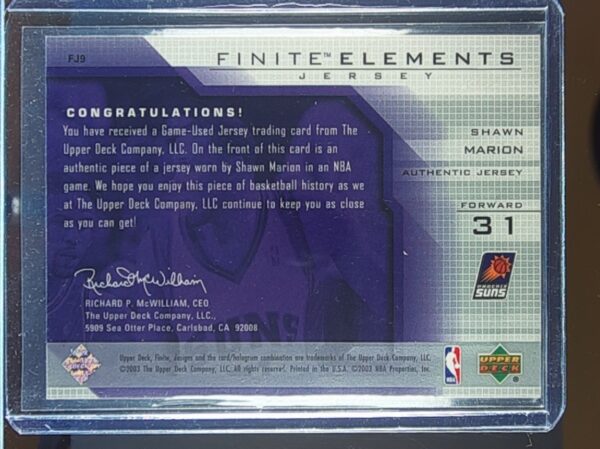 FJ9
FINITE™ ELEMENTS
JERSEY
CONGRATULATIONS!
You have received a Game-Used Jersey trading card from The
Upper Deck Company, LLC. On the front of this card is an
authentic piece of a jersey worn by Shawn Marion in an NBA
game. We hope you enjoy this piece of basketball history as we
at The Upper Deck Company, LLC continue to keep you as close
as you can get!
SHAWN
MARION
AUTHENTIC JERSEY
FORWARD
31
PHOENIX
SUNS
Richard McWilliam
RICHARD P. McWILLIAM, CEO
The Upper Deck Company, LLC.
5909 Sea Otter Place, Carlsbad, CA 92008
Upper Deck, Finite, designs and the card/hologram combination are trademarks of The Upper Deck Company, LLC.
©2003 The Upper Deck Company, LLC. All rights reserved. Printed in the U.S.A. ©2003 NBA Properties, Inc.
NBA
UPPER
DECK
®